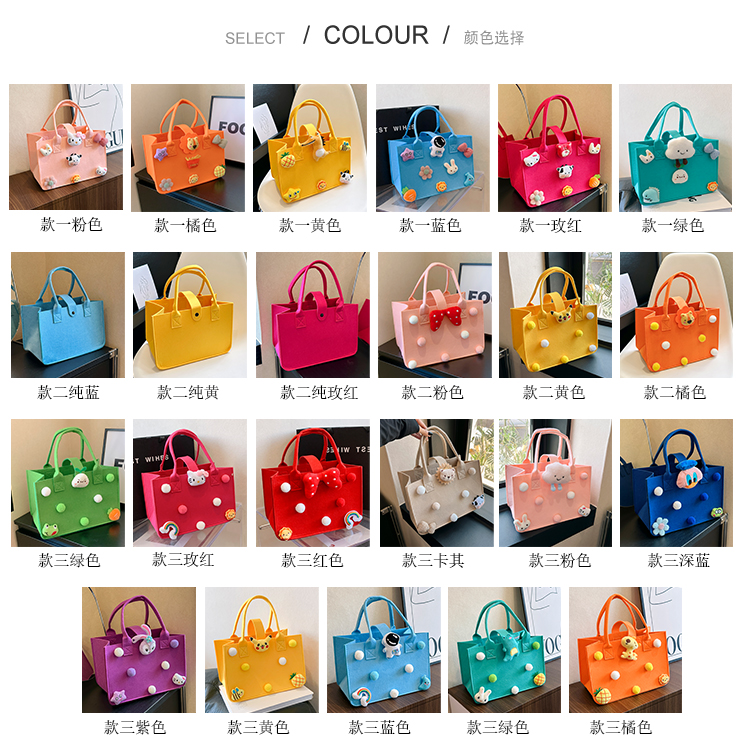 SELECT / COLOUR / 颜色选择
款一粉色 款一橘色 款一黄色 款一蓝色 款一玫红 款一绿色
款二纯蓝 款二纯黄 款二纯玫红 款二粉色 款二黄色 款二橘色
款三绿色 款三玫红 款三红色 款三卡其 款三粉色 款三深蓝
款三紫色 款三黄色 款三蓝色 款三绿色 款三橘色